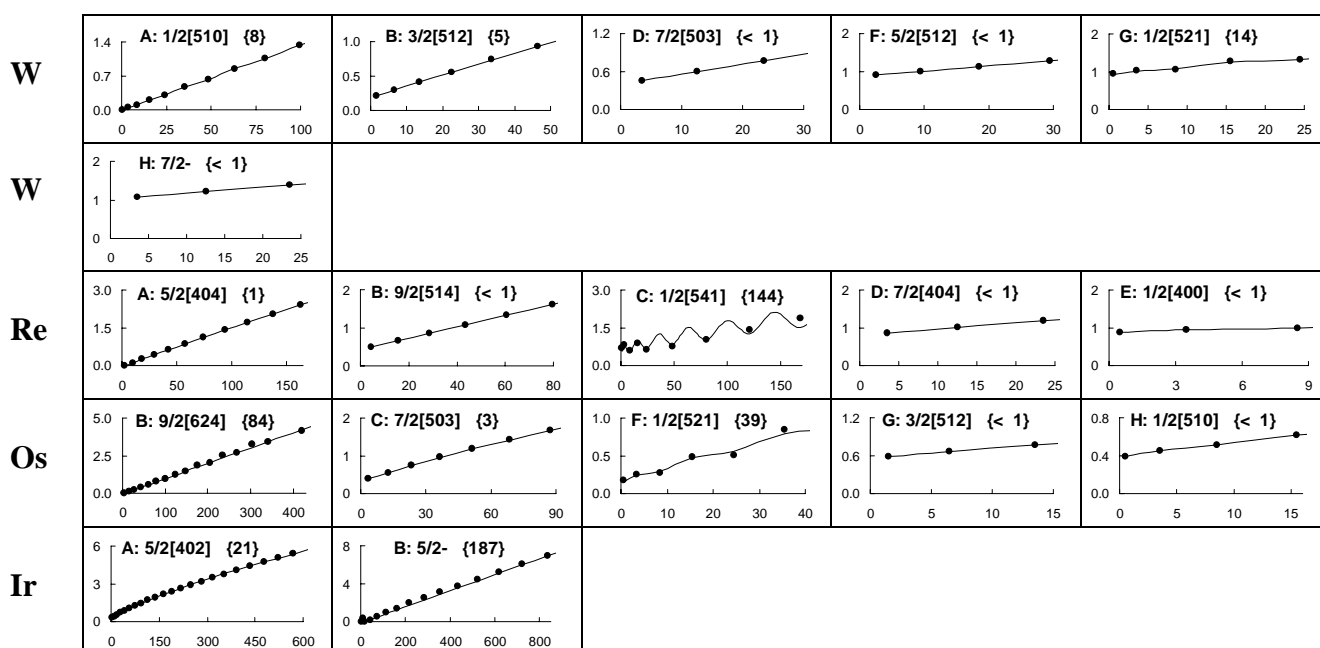 W
A: 1/2[510] {8}
1.4
0.7
0.0
0 25 50 75 100
B: 3/2[512] {5}
1.0
0.5
0.0
0 10 20 30 40 50
D: 7/2[503] {< 1}
1.2
0.6
0.0
0 10 20 30
F: 5/2[512] {< 1}
2
1
0
0 10 20 30
G: 1/2[521] {14}
2
1
0
0 5 10 15 20 25
W
H: 7/2- {< 1}
2
1
0
0 5 10 15 20 25
Re
A: 5/2[404] {1}
3.0
1.5
0.0
0 50 100 150
B: 9/2[514] {< 1}
2
1
0
0 20 40 60 80
C: 1/2[541] {144}
3.0
1.5
0.0
0 50 100 150
D: 7/2[404] {< 1}
2
1
0
0 5 10 15 20 25
E: 1/2[400] {< 1}
2
1
0
0 3 6 9
Os
B: 9/2[624] {84}
5.0
2.5
0.0
0 100 200 300 400
C: 7/2[503] {3}
2
1
0
0 30 60 90
F: 1/2[521] {39}
1.0
0.5
0.0
0 10 20 30 40
G: 3/2[512] {< 1}
1.2
0.6
0.0
0 5 10 15
H: 1/2[510] {< 1}
0.8
0.4
0.0
0 5 10 15
Ir
A: 5/2[402] {21}
6
3
0
0 150 300 450 600
B: 5/2- {187}
8
4
0
0 200 400 600 800